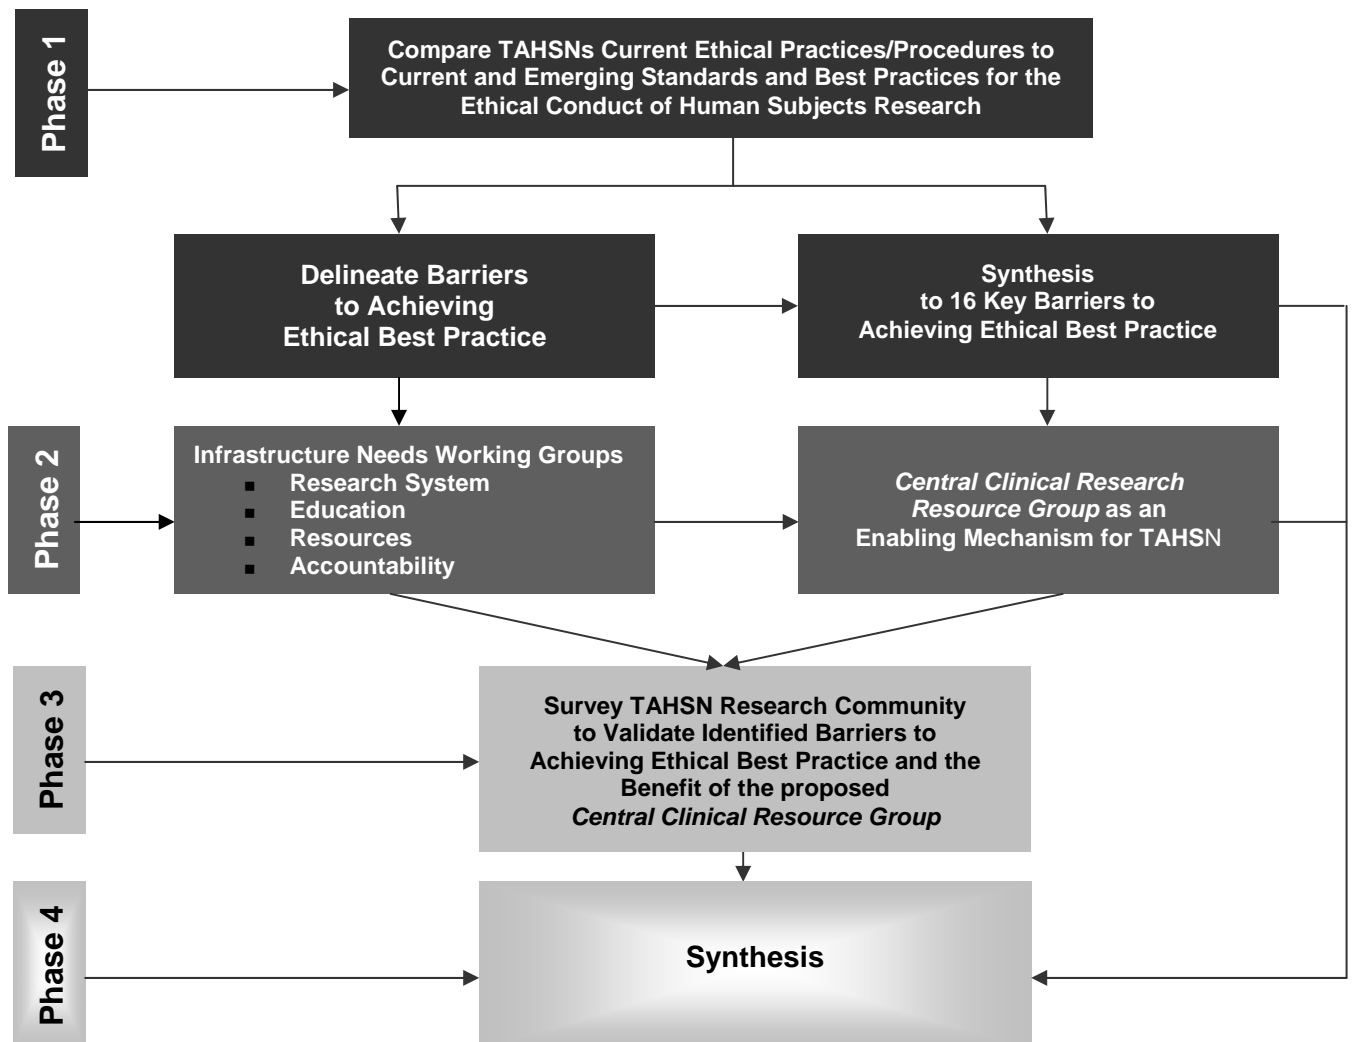 Phase 1
Compare TAHSNs Current Ethical Practices/Procedures to
Current and Emerging Standards and Best Practices for the
Ethical Conduct of Human Subjects Research
Delineate Barriers
to Achieving
Ethical Best Practice
Synthesis
to 16 Key Barriers to
Achieving Ethical Best Practice
Phase 2
Infrastructure Needs Working Groups
■ Research System
■ Education
■ Resources
■ Accountability
Central Clinical Research
Resource Group as an
Enabling Mechanism for TAHSN
Phase 3
Survey TAHSN Research Community
to Validate Identified Barriers to
Achieving Ethical Best Practice and the
Benefit of the proposed
Central Clinical Resource Group
Phase 4
Synthesis